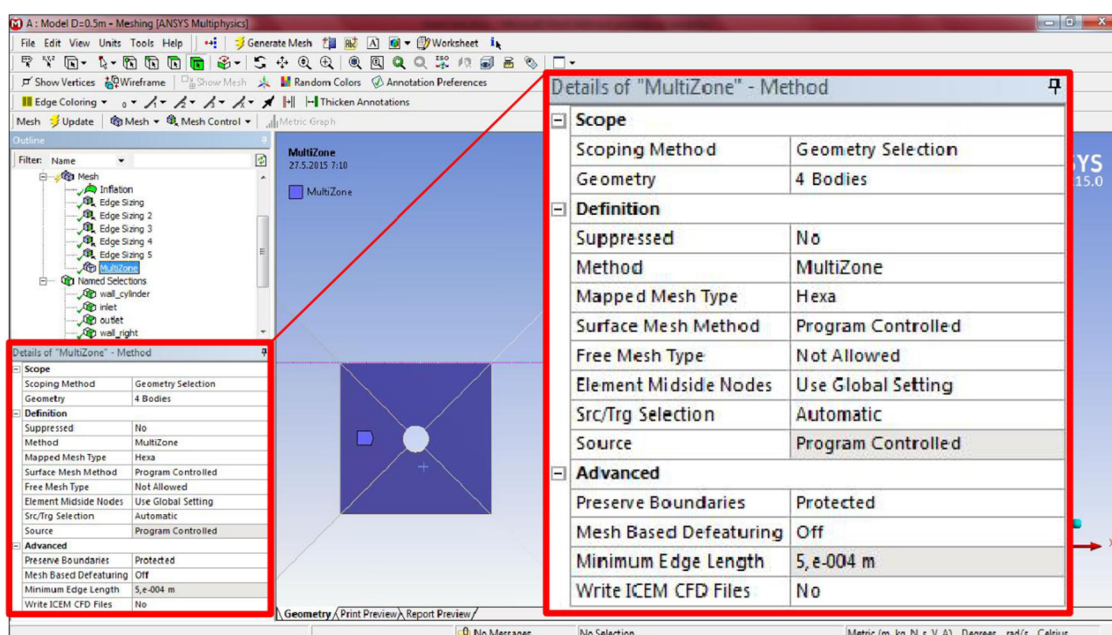 A : Model D=0.5m - Meshing [ANSYS Multiphysics]
File Edit View Units Tools Help Generate Mesh A Worksheet
Show Vertices Wireframe Show Mesh Random Colors Annotation Preferences
Edge Coloring Thicken Annotations
Mesh Update Mesh Mesh Control Metric Graph
Outline
Filter: Name
Mesh
Inflation
Edge Sizing
Edge Sizing 2
Edge Sizing 3
Edge Sizing 4
Edge Sizing 5
MultiZone
Named Selections
wall_cylinder
inlet
outlet
wall_right
Details of "MultiZone" - Method
Scope
Scoping Method Geometry Selection
Geometry 4 Bodies
Definition
Suppressed No
Method MultiZone
Mapped Mesh Type Hexa
Surface Mesh Method Program Controlled
Free Mesh Type Not Allowed
Element Midside Nodes Use Global Setting
Src/Trg Selection Automatic
Source Program Controlled
Advanced
Preserve Boundaries Protected
Mesh Based Defeaturing Off
Minimum Edge Length 5,e-004 m
Write ICEM CFD Files No
MultiZone
27.5.2015 7:10
MultiZone
Details of "MultiZone" - Method
Scope
Scoping Method Geometry Selection
Geometry 4 Bodies
Definition
Suppressed No
Method MultiZone
Mapped Mesh Type Hexa
Surface Mesh Method Program Controlled
Free Mesh Type Not Allowed
Element Midside Nodes Use Global Setting
Src/Trg Selection Automatic
Source Program Controlled
Advanced
Preserve Boundaries Protected
Mesh Based Defeaturing Off
Minimum Edge Length 5,e-004 m
Write ICEM CFD Files No
YS
15.0
X
Geometry Print Preview Report Preview
No Messages No Selection Metric (m, kg, N, s, V, A) Degrees rad/s Celsius